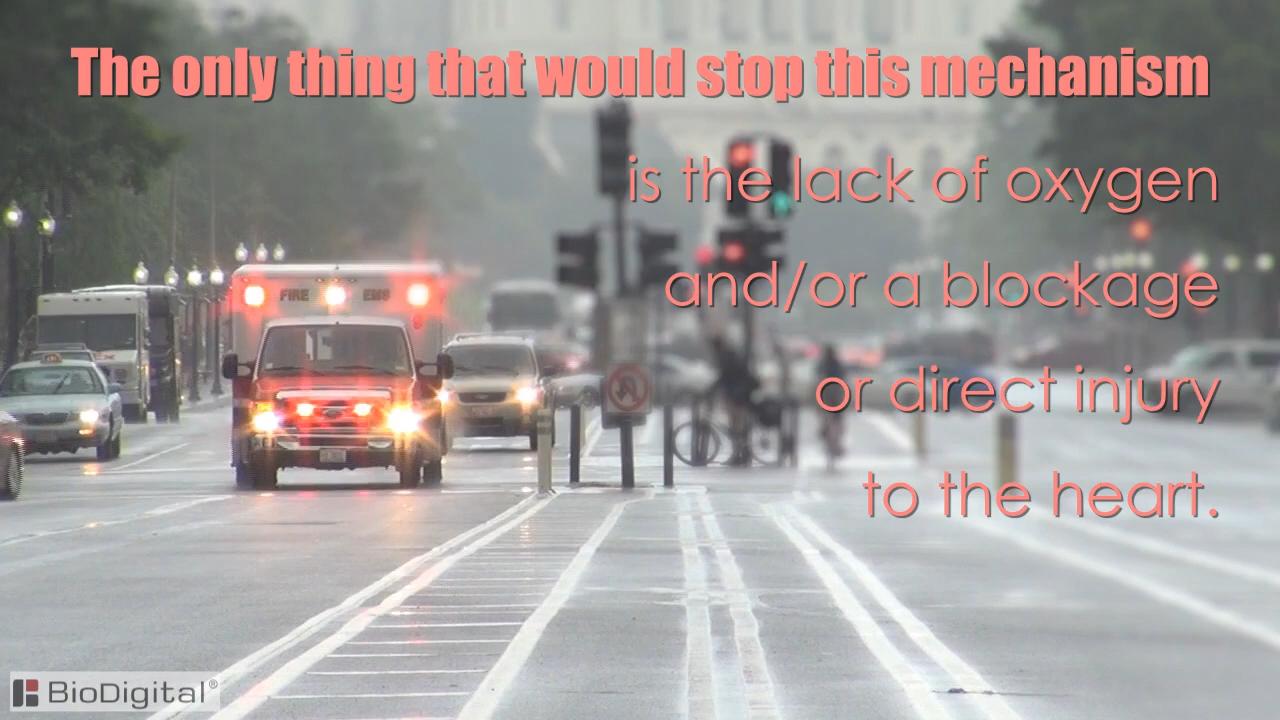 The only thing that would stop this mechanism
is the lack of oxygen
and/or a blockage
or direct injury
to the heart.
FIRE EMS
BioDigital®